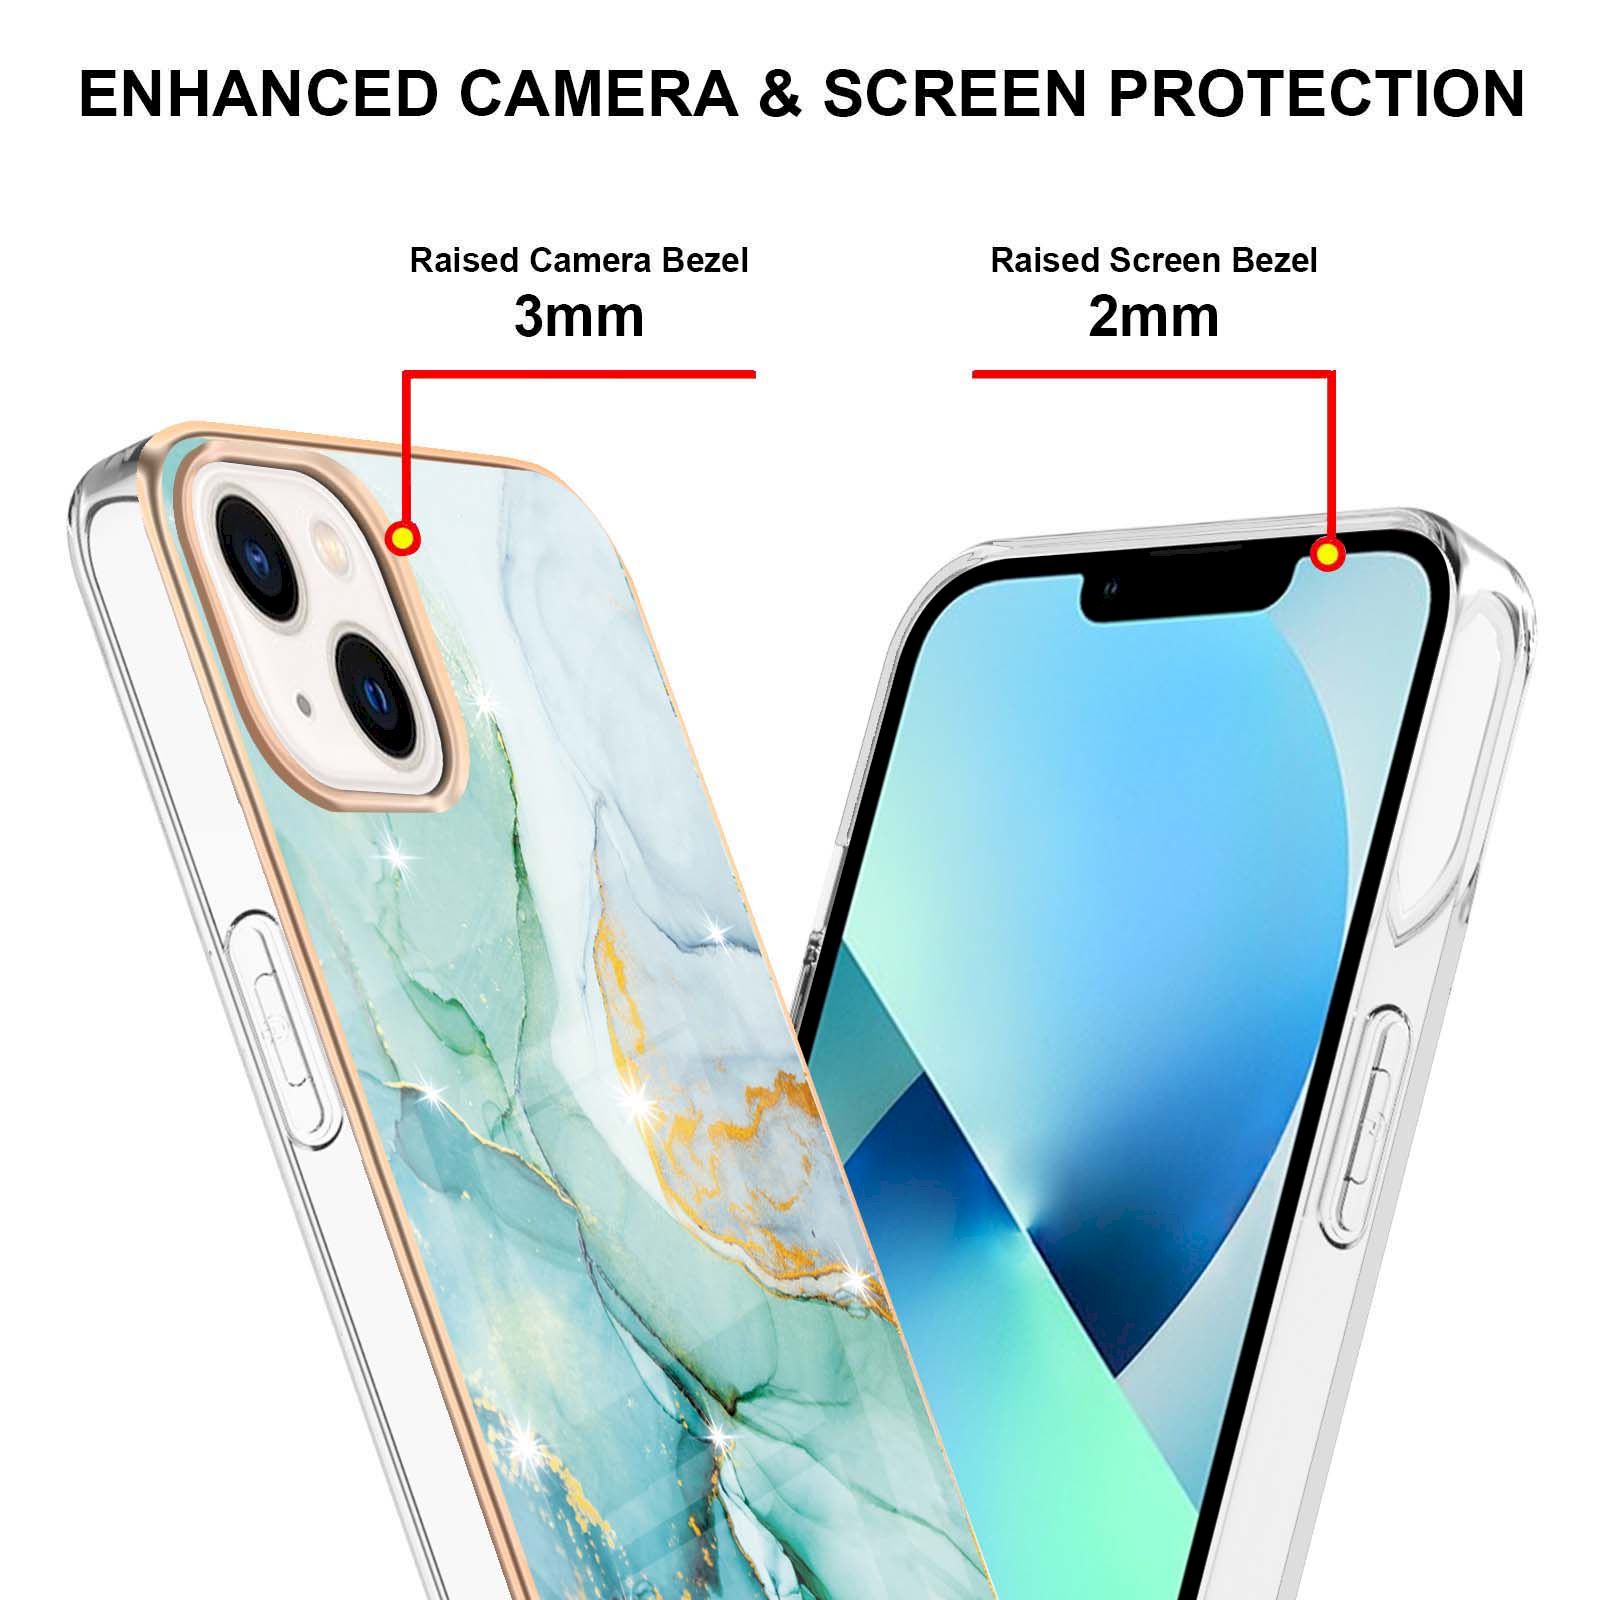 ENHANCED CAMERA & SCREEN PROTECTION
Raised Camera Bezel
3mm
Raised Screen Bezel
2mm